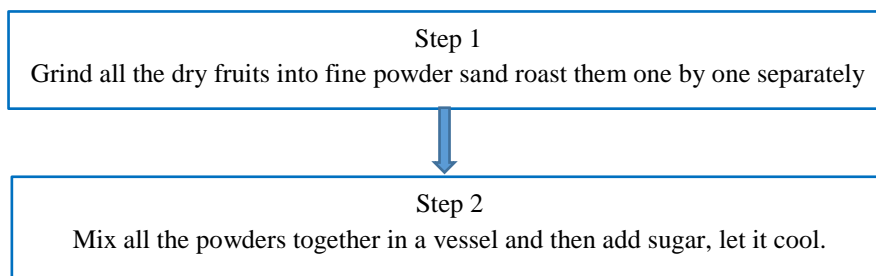 Step 1
Grind all the dry fruits into fine powder sand roast them one by one separately
Step 2
Mix all the powders together in a vessel and then add sugar, let it cool.